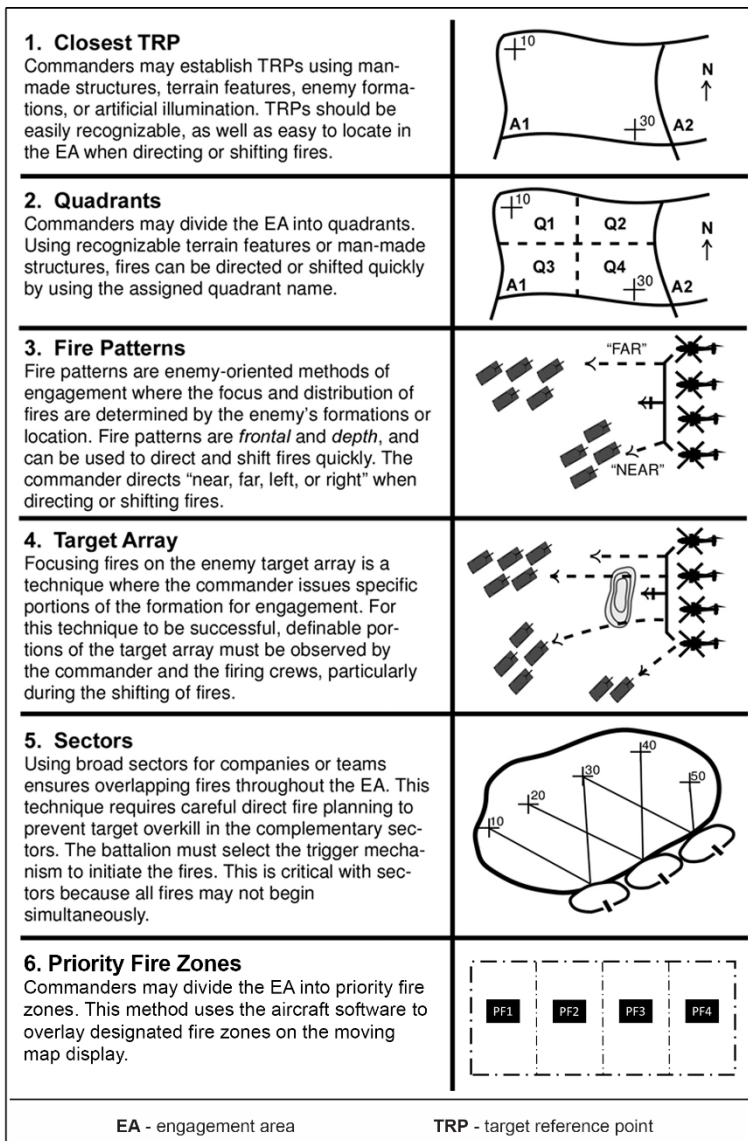 1. Closest TRP
Commanders may establish TRPs using man-
made structures, terrain features, enemy forma-
tions, or artificial illumination. TRPs should be
easily recognizable, as well as easy to locate in
the EA when directing or shifting fires.
10
N
A1
30
A2
2. Quadrants
Commanders may divide the EA into quadrants.
Using recognizable terrain features or man-made
structures, fires can be directed or shifted quickly
by using the assigned quadrant name.
10
Q1
Q2
N
Q3
Q4
A1
30
A2
3. Fire Patterns
Fire patterns are enemy-oriented methods of
engagement where the focus and distribution of
fires are determined by the enemy’s formations or
location. Fire patterns are frontal and depth, and
can be used to direct and shift fires quickly. The
commander directs “near, far, left, or right” when
directing or shifting fires.
“FAR”
“NEAR”
4. Target Array
Focusing fires on the enemy target array is a
technique where the commander issues specific
portions of the formation for engagement. For
this technique to be successful, definable por-
tions of the target array must be observed by
the commander and the firing crews, particularly
during the shifting of fires.
5. Sectors
Using broad sectors for companies or teams
ensures overlapping fires throughout the EA. This
technique requires careful direct fire planning to
prevent target overkill in the complementary sec-
tors. The battalion must select the trigger mecha-
nism to initiate the fires. This is critical with sec-
tors because all fires may not begin
simultaneously.
40
30
50
20
10
6. Priority Fire Zones
Commanders may divide the EA into priority fire
zones. This method uses the aircraft software to
overlay designated fire zones on the moving
map display.
PF1
PF2
PF3
PF4
EA - engagement area
TRP - target reference point